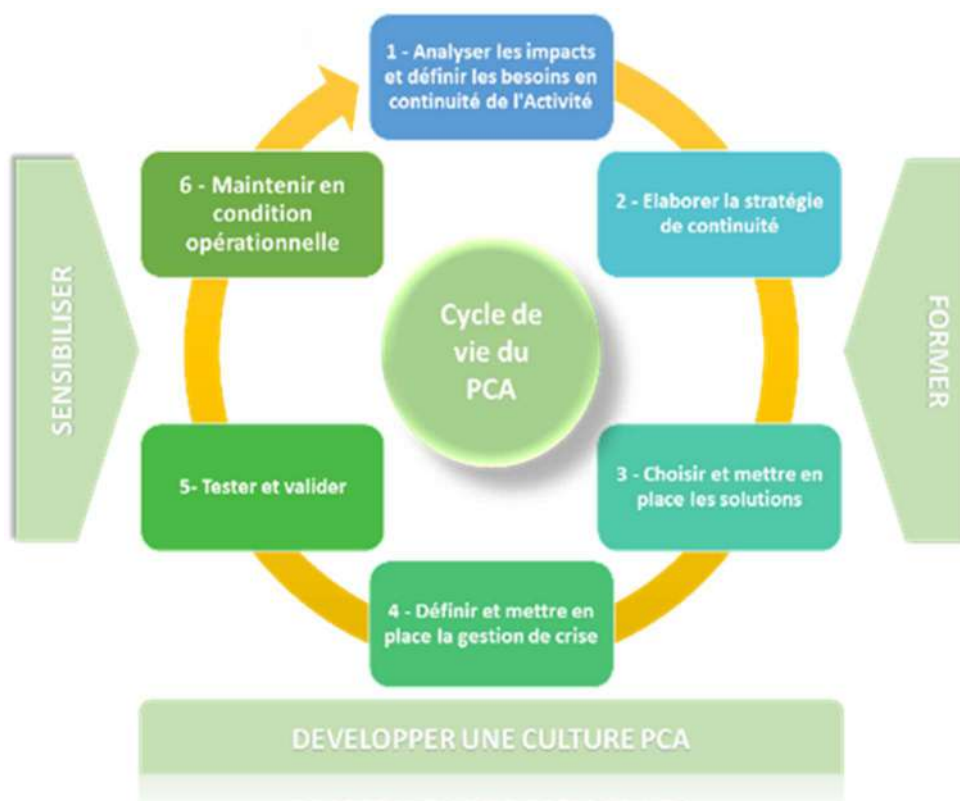 1 - Analyser les impacts
et définir les besoins en
continuité de l'Activité
2 - Elaborer la stratégie
de continuité
3 - Choisir et mettre en
place les solutions
4 - Définir et mettre en
place la gestion de crise
5- Tester et valider
6 - Maintenir en
condition
opérationnelle
Cycle de
vie du
PCA
SENSIBILISER
FORMER
DEVELOPPER UNE CULTURE PCA